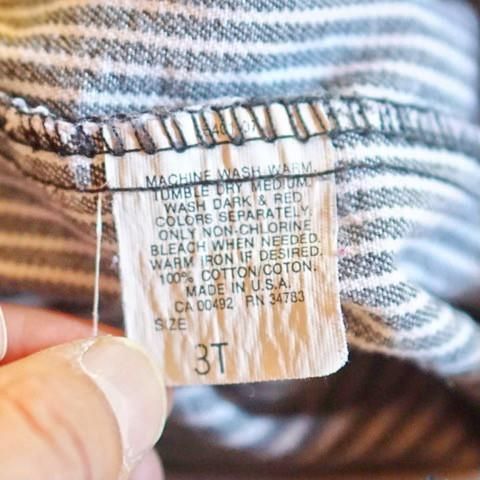 MACHINE WASH WARM.
TUMBLE DRY MEDIUM.
WASH DARK & RED
COLORS SEPARATELY.
ONLY NON-CHLORINE
BLEACH WHEN NEEDED.
WARM IRON IF DESIRED.
100% COTTON/COTON.
MADE IN U.S.A.
CA 00492 RN 34783
SIZE
3T